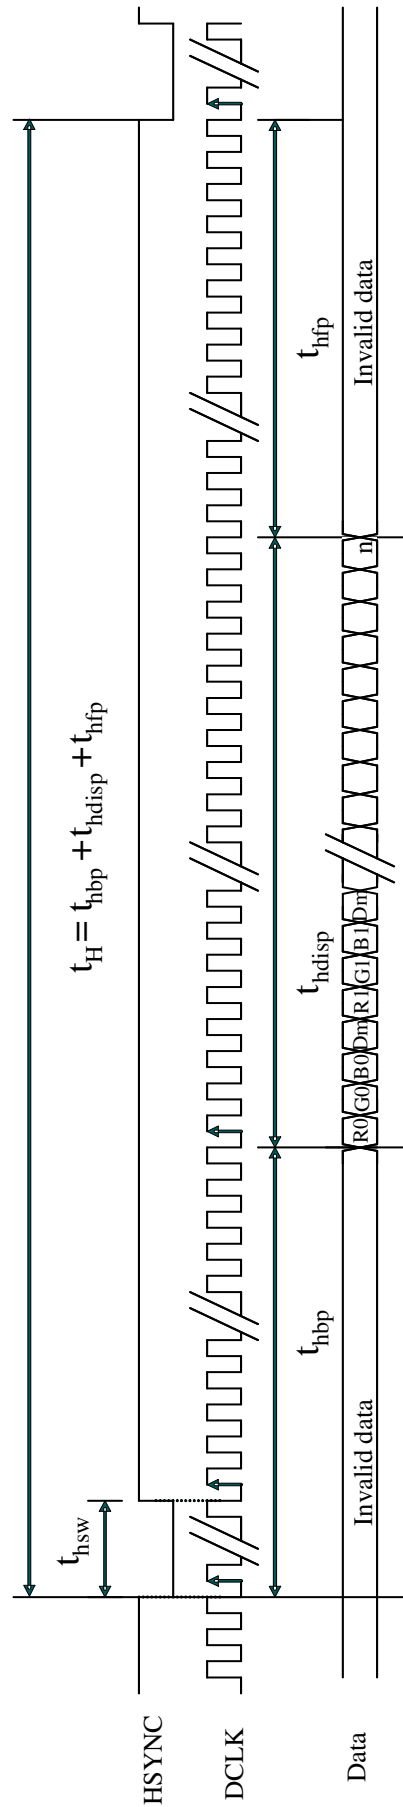 t_H = t_hbp + t_hdisp + t_hfp
t_hsw
HSYNC
DCLK
t_hbp
t_hdisp
t_hfp
Data
Invalid data
R0 G0 B0 Dm R1 G1 B1 Dm
n
Invalid data